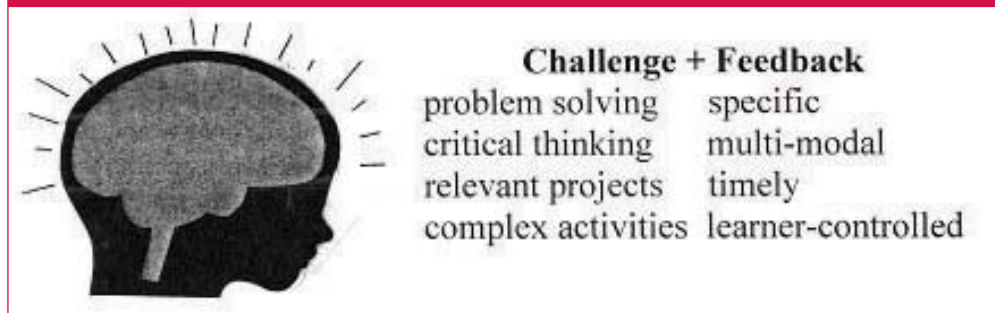 Challenge + Feedback
problem solving specific
critical thinking multi-modal
relevant projects timely
complex activities learner-controlled